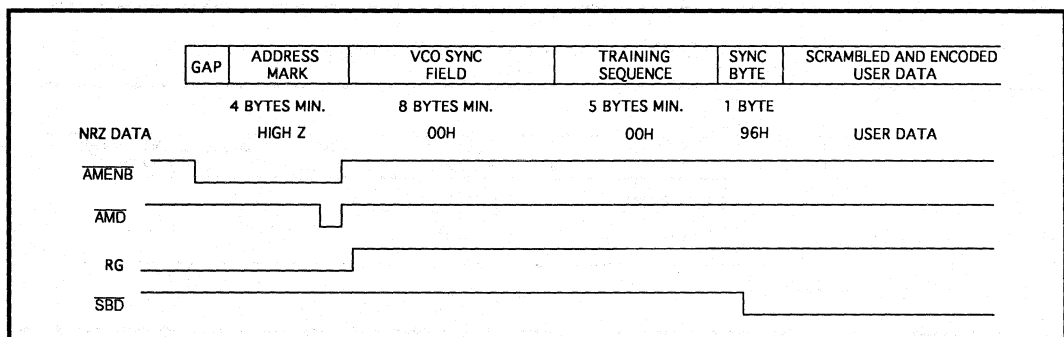 GAP ADDRESS MARK VCO SYNC FIELD TRAINING SEQUENCE SYNC BYTE SCRAMBLED AND ENCODED USER DATA
4 BYTES MIN. 8 BYTES MIN. 5 BYTES MIN. 1 BYTE
NRZ DATA HIGH Z 00H 00H 96H USER DATA
AMENB
AMD
RG
SBD